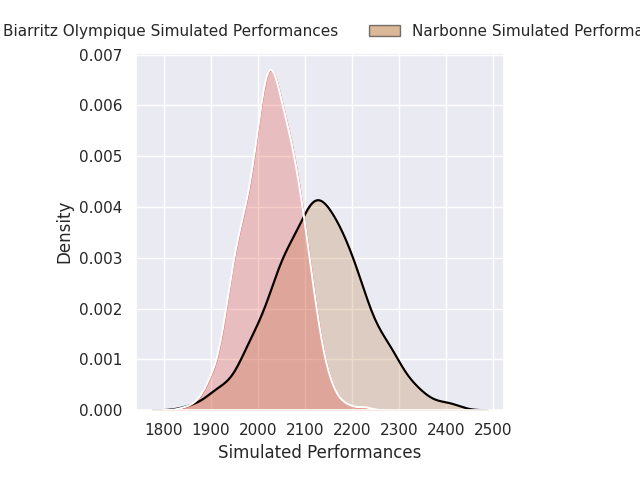 Biarritz Olympique Simulated Performances Narbonne Simulated Performa
0.007
0.006
0.005
0.004
0.003
0.002
0.001
0.000
Density
1800 1900 2000 2100 2200 2300 2400 2500
Simulated Performances